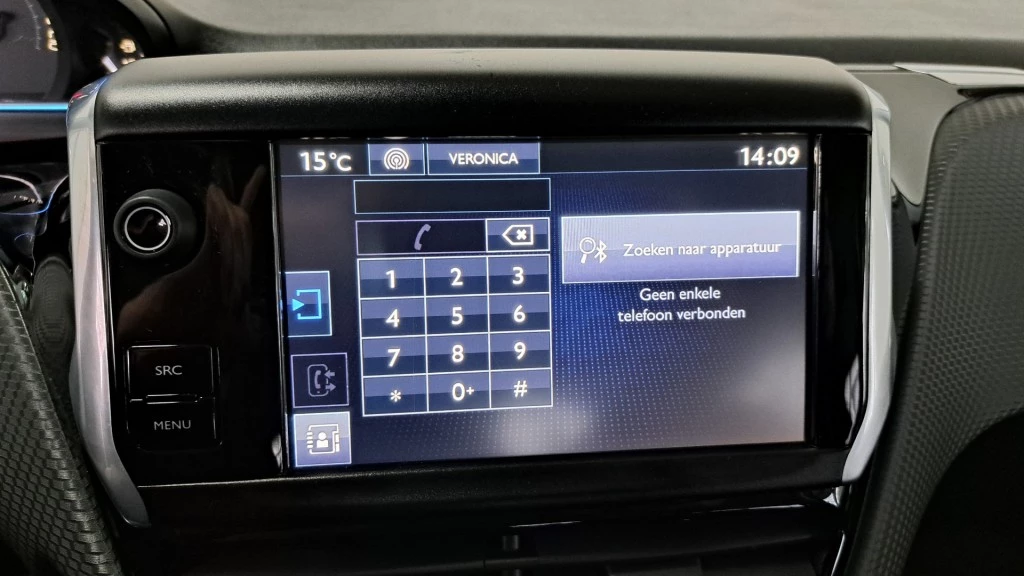 15°C VERONICA 14:09
Zoeken naar apparatuur
Geen enkele
telefoon verbonden
1 2 3
4 5 6
7 8 9
* 0+ #
SRC
MENU